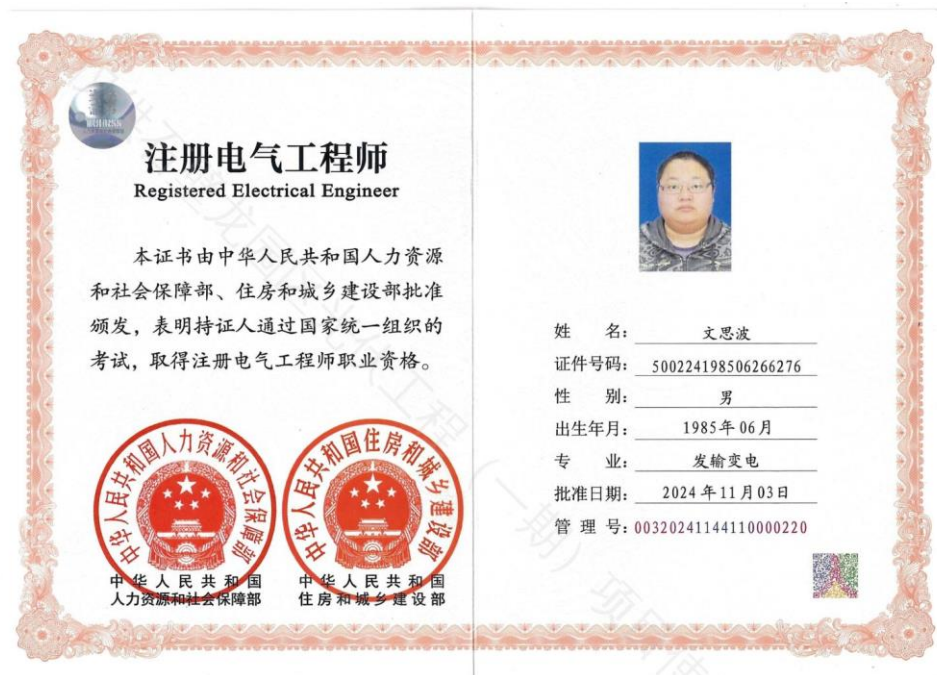 注册电气工程师
Registered Electrical Engineer
本证书由中华人民共和国人力资源
和社会保障部、住房和城乡建设部批准
颁发，表明持证人通过国家统一组织的
考试，取得注册电气工程师职业资格。
中华人民共和国人力资源和社会保障部
中华人民共和国
人力资源和社会保障部
中华人民共和国住房和城乡建设部
中华人民共和国
住房和城乡建设部
姓 名： 文思波
证件号码： 500224198506266276
性 别： 男
出生年月： 1985年06月
专 业： 发输变电
批准日期： 2024年11月03日
管 理 号：00320241144110000220